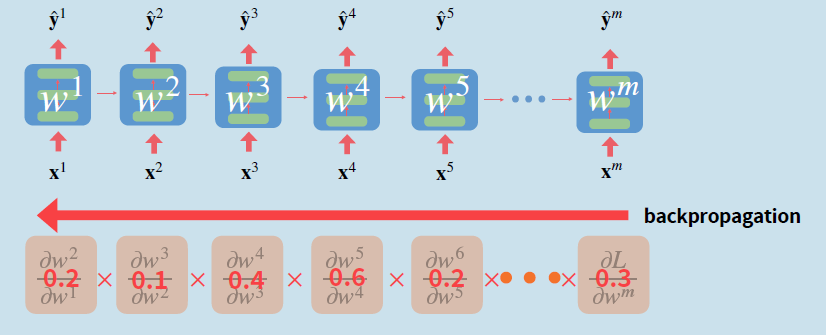 ŷ¹ ŷ² ŷ³ ŷ⁴ ŷ⁵ ŷᵐ
w¹ w² w³ w⁴ w⁵ ••• wᵐ
x¹ x² x³ x⁴ x⁵ xᵐ
backpropagation
∂w² ∂w³ ∂w⁴ ∂w⁵ ∂w⁶ ∂L
0.2 × 0.1 × 0.4 × 0.6 × 0.2 ו••× 0.3
∂w¹ ∂w² ∂w³ ∂w⁴ ∂w⁵ ∂wᵐ